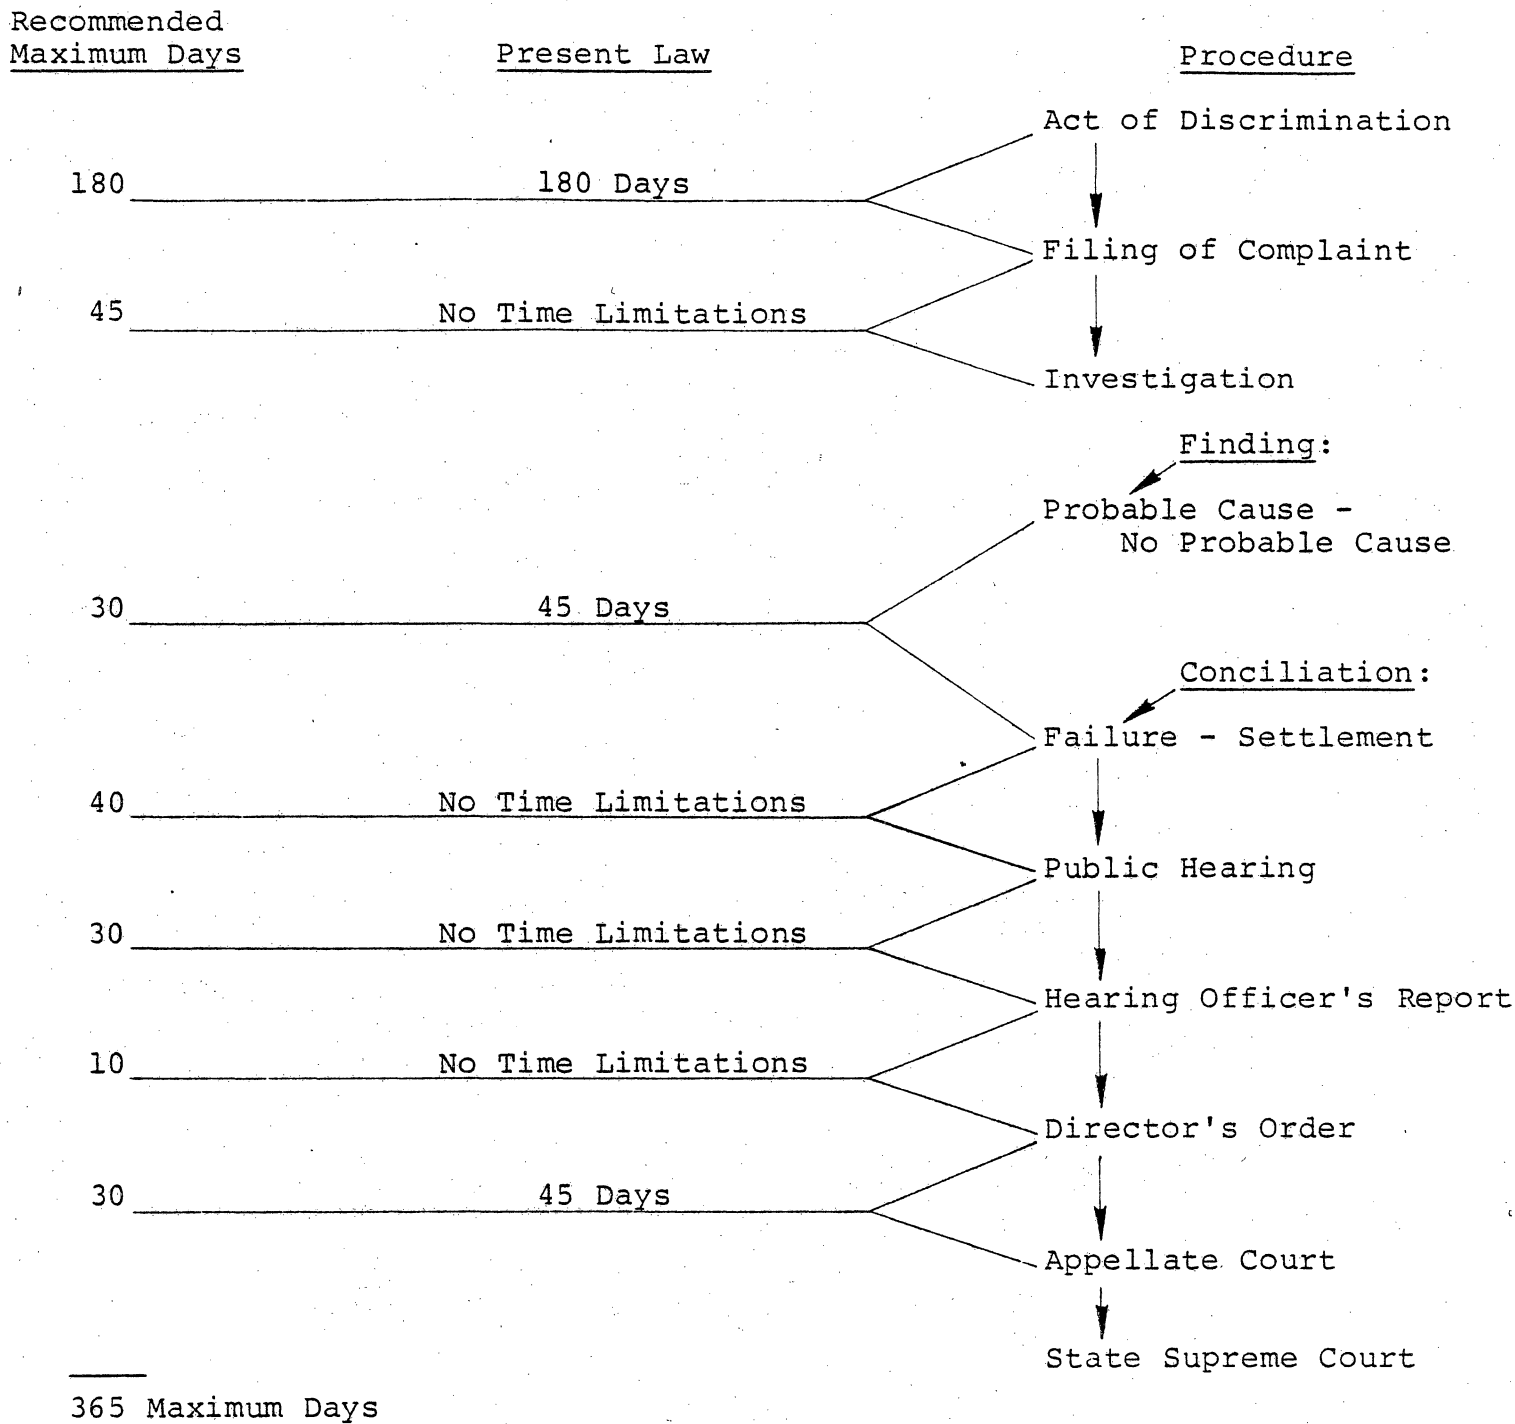 Recommended
Maximum Days Present Law Procedure
Act of Discrimination
180 180 Days
Filing of Complaint
45 No Time Limitations
Investigation
Finding:
Probable Cause -
No Probable Cause
30 45 Days
Conciliation:
Failure - Settlement
40 No Time Limitations
Public Hearing
30 No Time Limitations
Hearing Officer's Report
10 No Time Limitations
Director's Order
30 45 Days
Appellate Court
State Supreme Court
365 Maximum Days